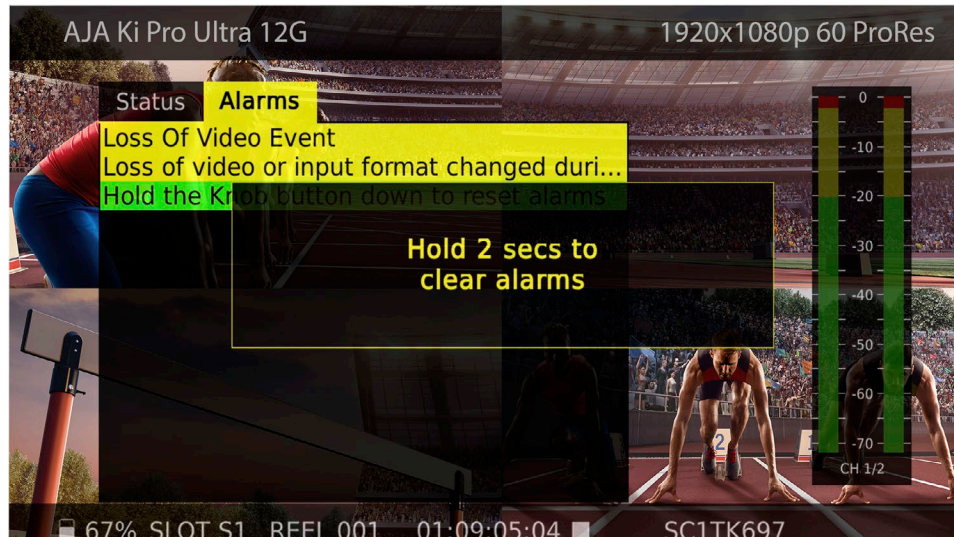 AJA Ki Pro Ultra 12G
1920x1080p 60 ProRes
Status
Alarms
Loss Of Video Event
Loss of video or input format changed duri...
Hold the Knob button down to reset alarms
Hold 2 secs to
clear alarms
0
-10
-20
-30
-40
-50
-60
-70
CH 1/2
2
1
67% SLOT S1 REEL 001 01:09:05:04 SC1TK697